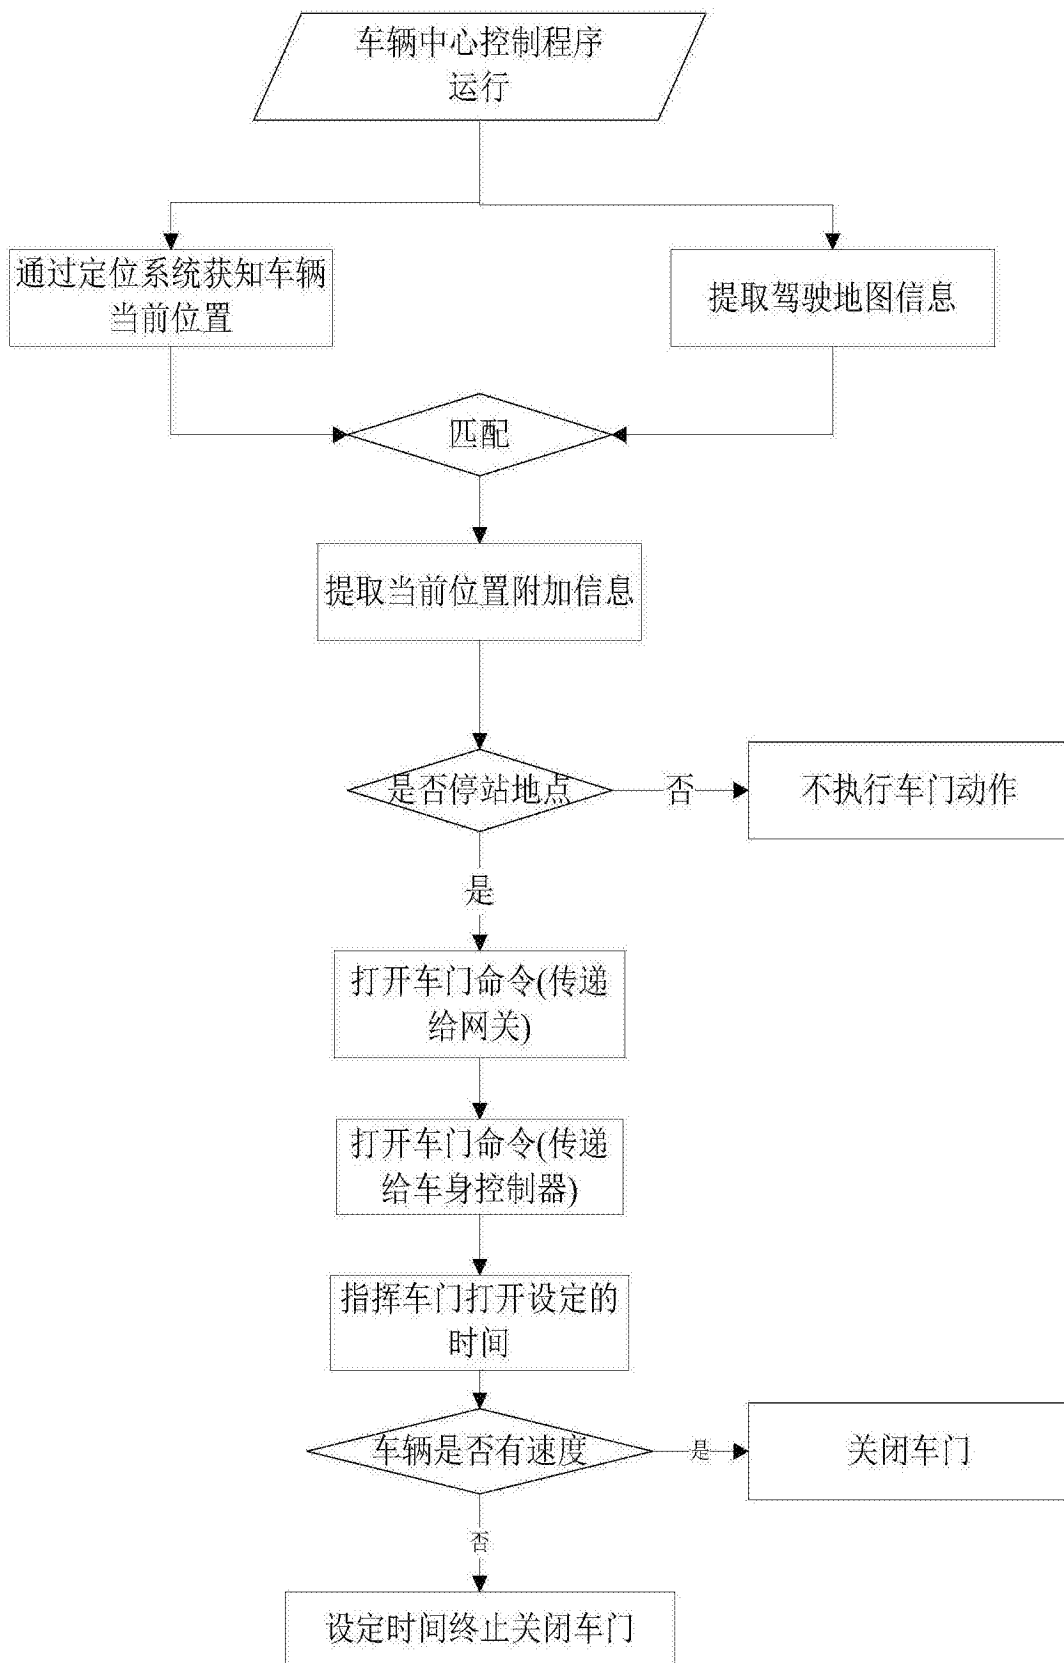 车辆中心控制程序
运行
通过定位系统获知车辆
当前位置
提取驾驶地图信息
匹配
提取当前位置附加信息
是否停站地点
否
不执行车门动作
是
打开车门命令(传递
给网关)
打开车门命令(传递
给车身控制器)
指挥车门打开设定的
时间
车辆是否有速度
是
关闭车门
否
设定时间终止关闭车门